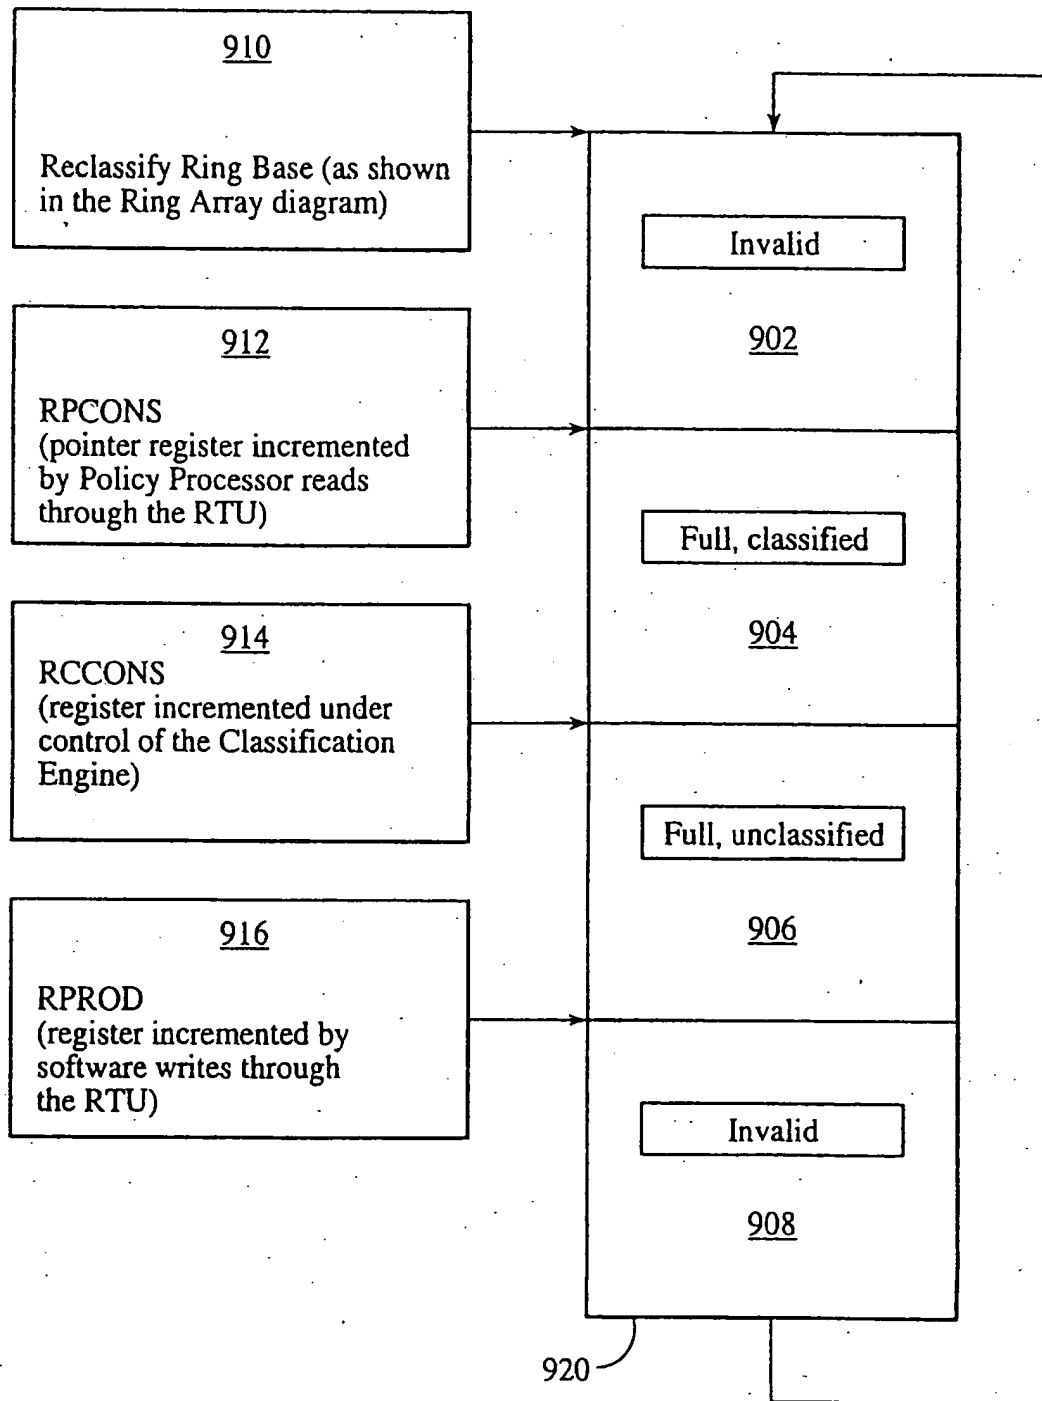 910
Reclassify Ring Base (as shown
in the Ring Array diagram)
Invalid
902
912
RPCONS
(pointer register incremented
by Policy Processor reads
through the RTU)
Full, classified
904
914
RCCONS
(register incremented under
control of the Classification
Engine)
Full, unclassified
906
916
RPROD
(register incremented by
software writes through
the RTU)
Invalid
908
920